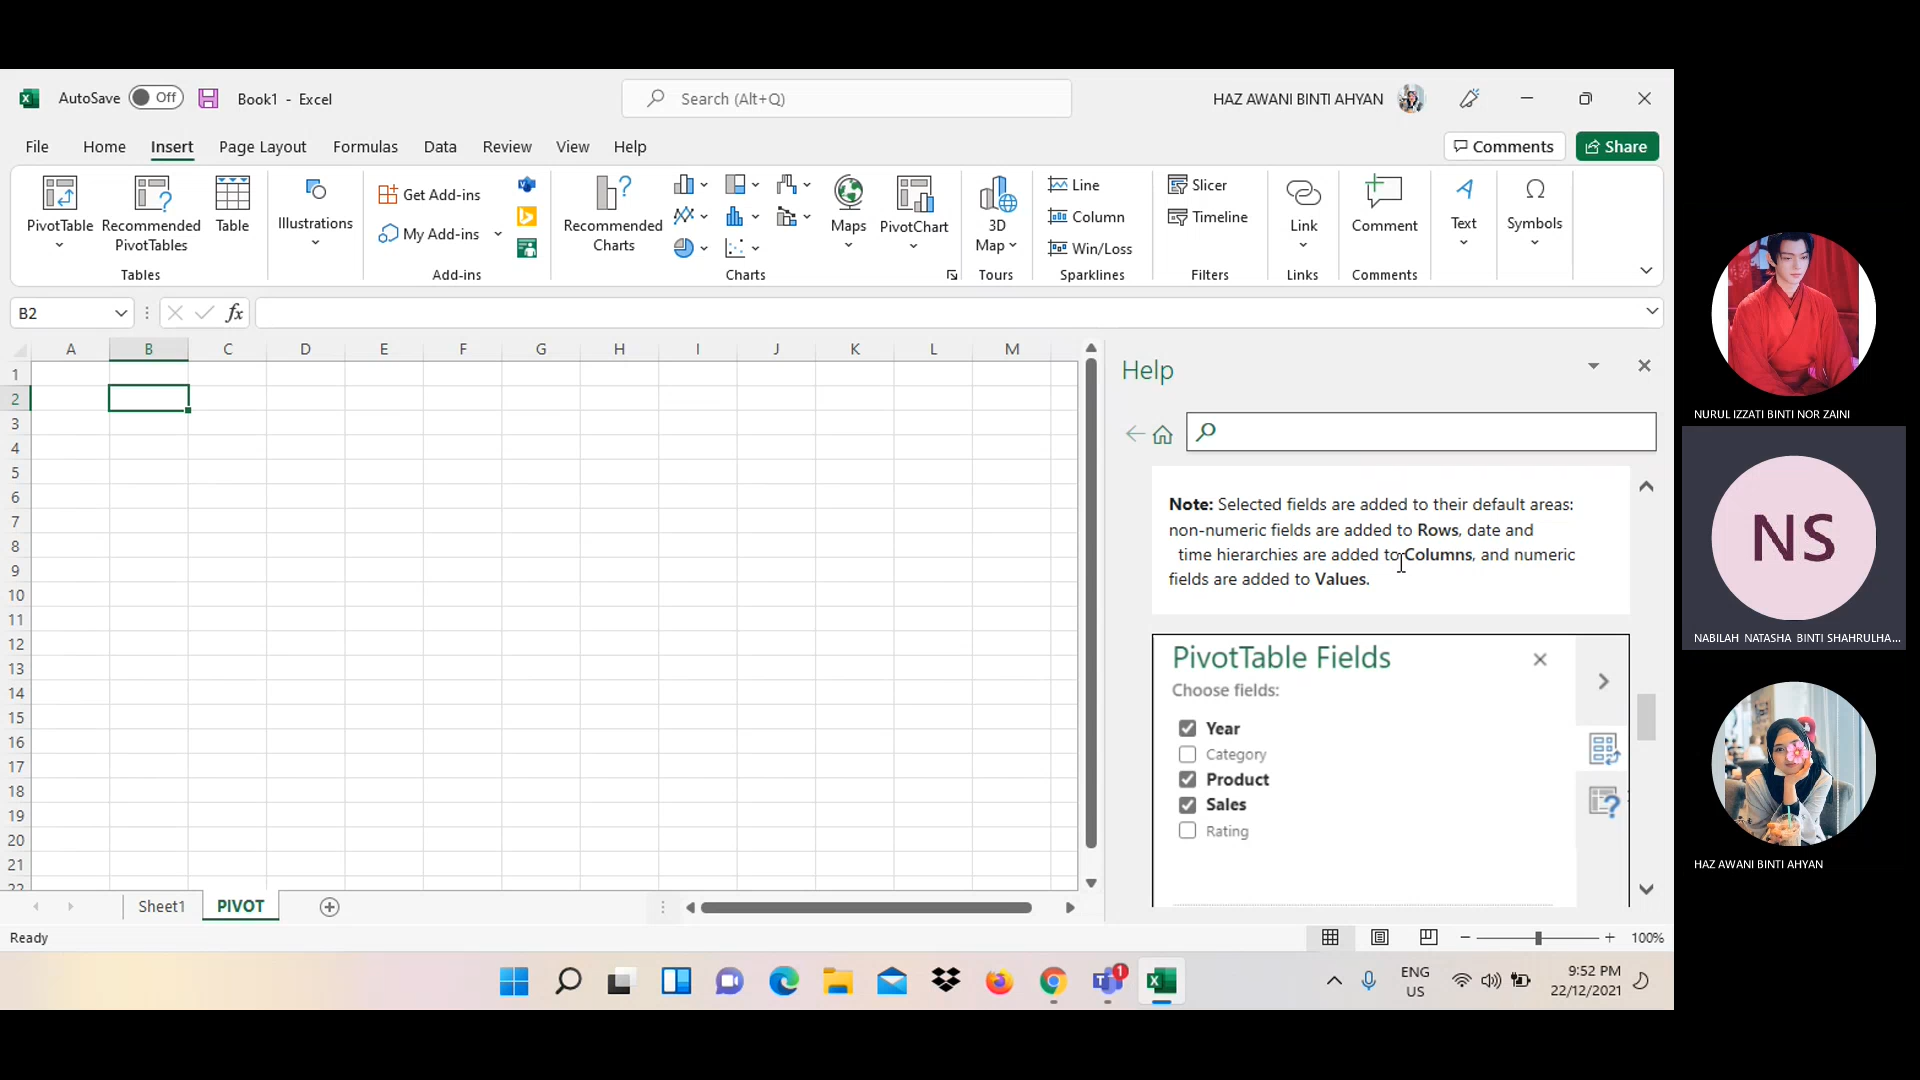 AutoSave Off Book1 - Excel
Search (Alt+Q)
HAZ AWANI BINTI AHYAN
File Home Insert Page Layout Formulas Data Review View Help
Comments Share
PivotTable
Recommended
PivotTables
Table
Tables
Illustrations
Get Add-ins
My Add-ins
Add-ins
Recommended
Charts
Maps
PivotChart
Charts
3D
Map
Tours
Line
Column
Win/Loss
Sparklines
Slicer
Timeline
Filters
Link
Links
Comment
Comments
Text
Symbols
B2
fx
A B C D E F G H I J K L M
1
2
3
4
5
6
7
8
9
10
11
12
13
14
15
16
17
18
19
20
21
22
Help
Note: Selected fields are added to their default areas:
non-numeric fields are added to Rows, date and
time hierarchies are added to Columns, and numeric
fields are added to Values.
PivotTable Fields
Choose fields:
Year
Category
Product
Sales
Rating
Sheet1 PIVOT
Ready
100%
1
ENG
US
9:52 PM
22/12/2021
NURUL IZZATI BINTI NOR ZAINI
NS
NABILAH NATASHA BINTI SHAHRULHA...
HAZ AWANI BINTI AHYAN